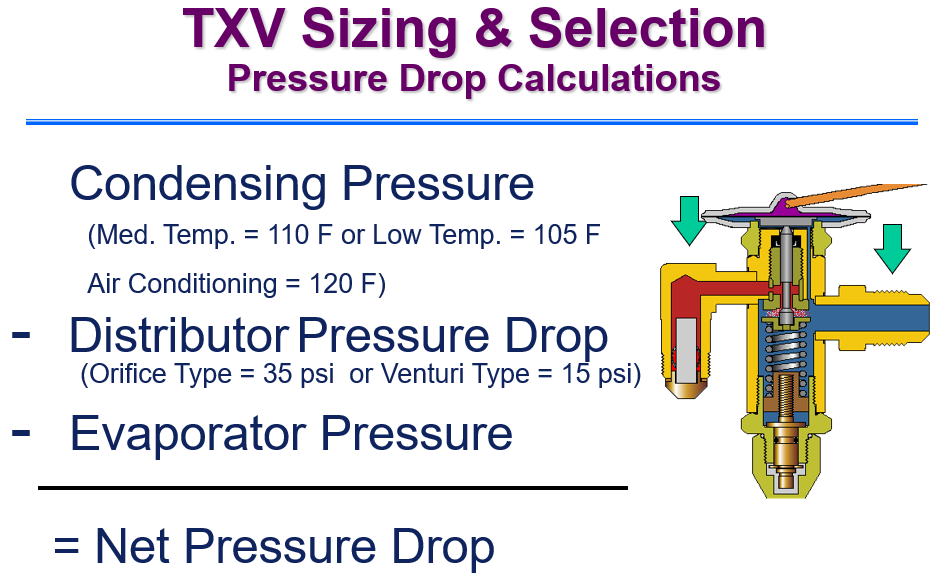 TXV Sizing & Selection
Pressure Drop Calculations
Condensing Pressure
(Med. Temp. = 110 F or Low Temp. = 105 F
Air Conditioning = 120 F)
- Distributor Pressure Drop
(Orifice Type = 35 psi or Venturi Type = 15 psi)
- Evaporator Pressure
= Net Pressure Drop